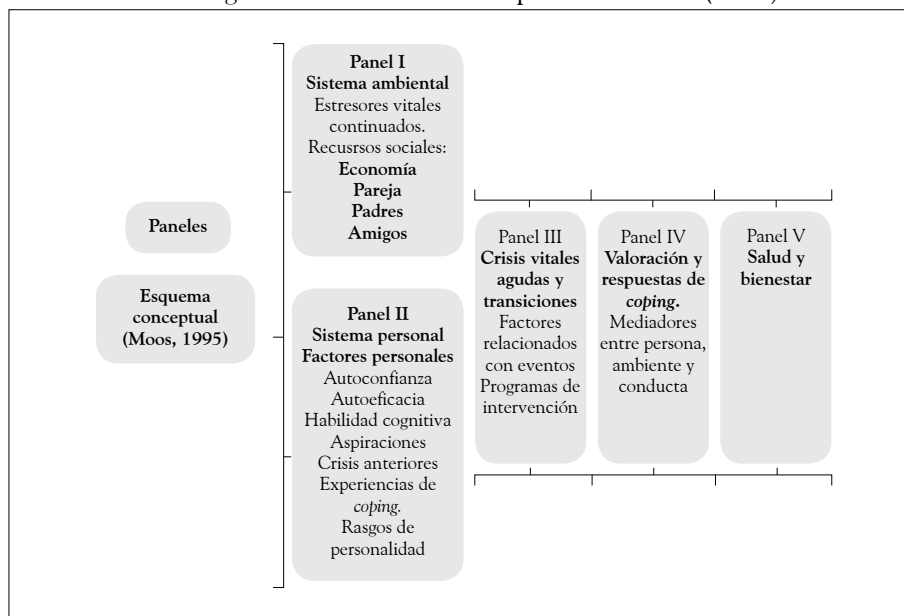 Paneles
Esquema
conceptual
(Moos, 1995)
Panel I
Sistema ambiental
Estresores vitales
continuados.
Recusrsos sociales:
Economía
Pareja
Padres
Amigos
Panel II
Sistema personal
Factores personales
Autoconfianza
Autoeficacia
Habilidad cognitiva
Aspiraciones
Crisis anteriores
Experiencias de
coping.
Rasgos de
personalidad
Panel III
Crisis vitales
agudas y
transiciones
Factores
relacionados
con eventos
Programas de
intervención
Panel IV
Valoración y
respuestas de
coping.
Mediadores
entre persona,
ambiente y
conducta
Panel V
Salud y
bienestar